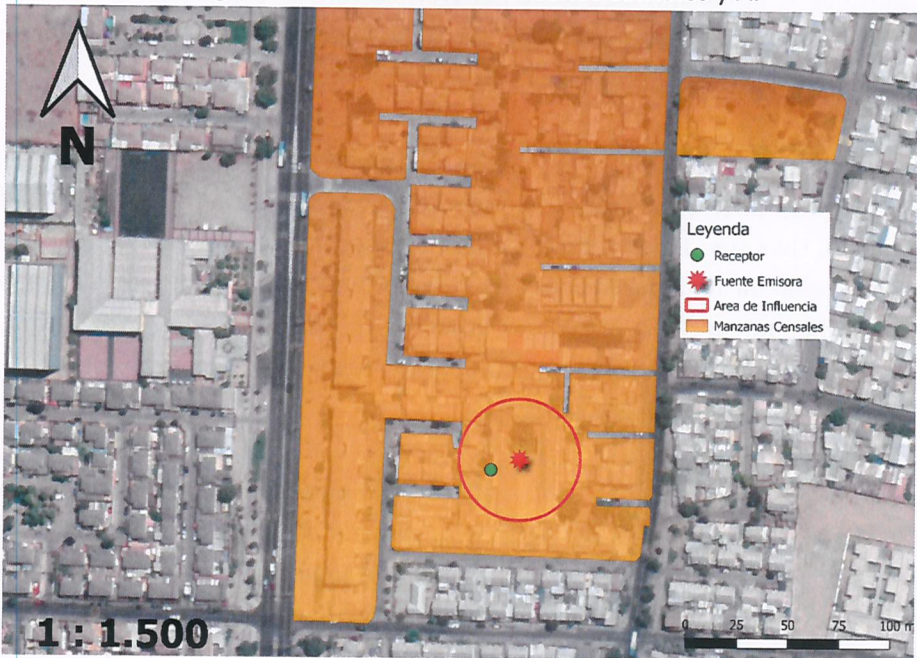 N
Leyenda
Receptor
Fuente Emisora
Area de Influencia
Manzanas Censales
1 : 1.500
0 25 50 75 100 m